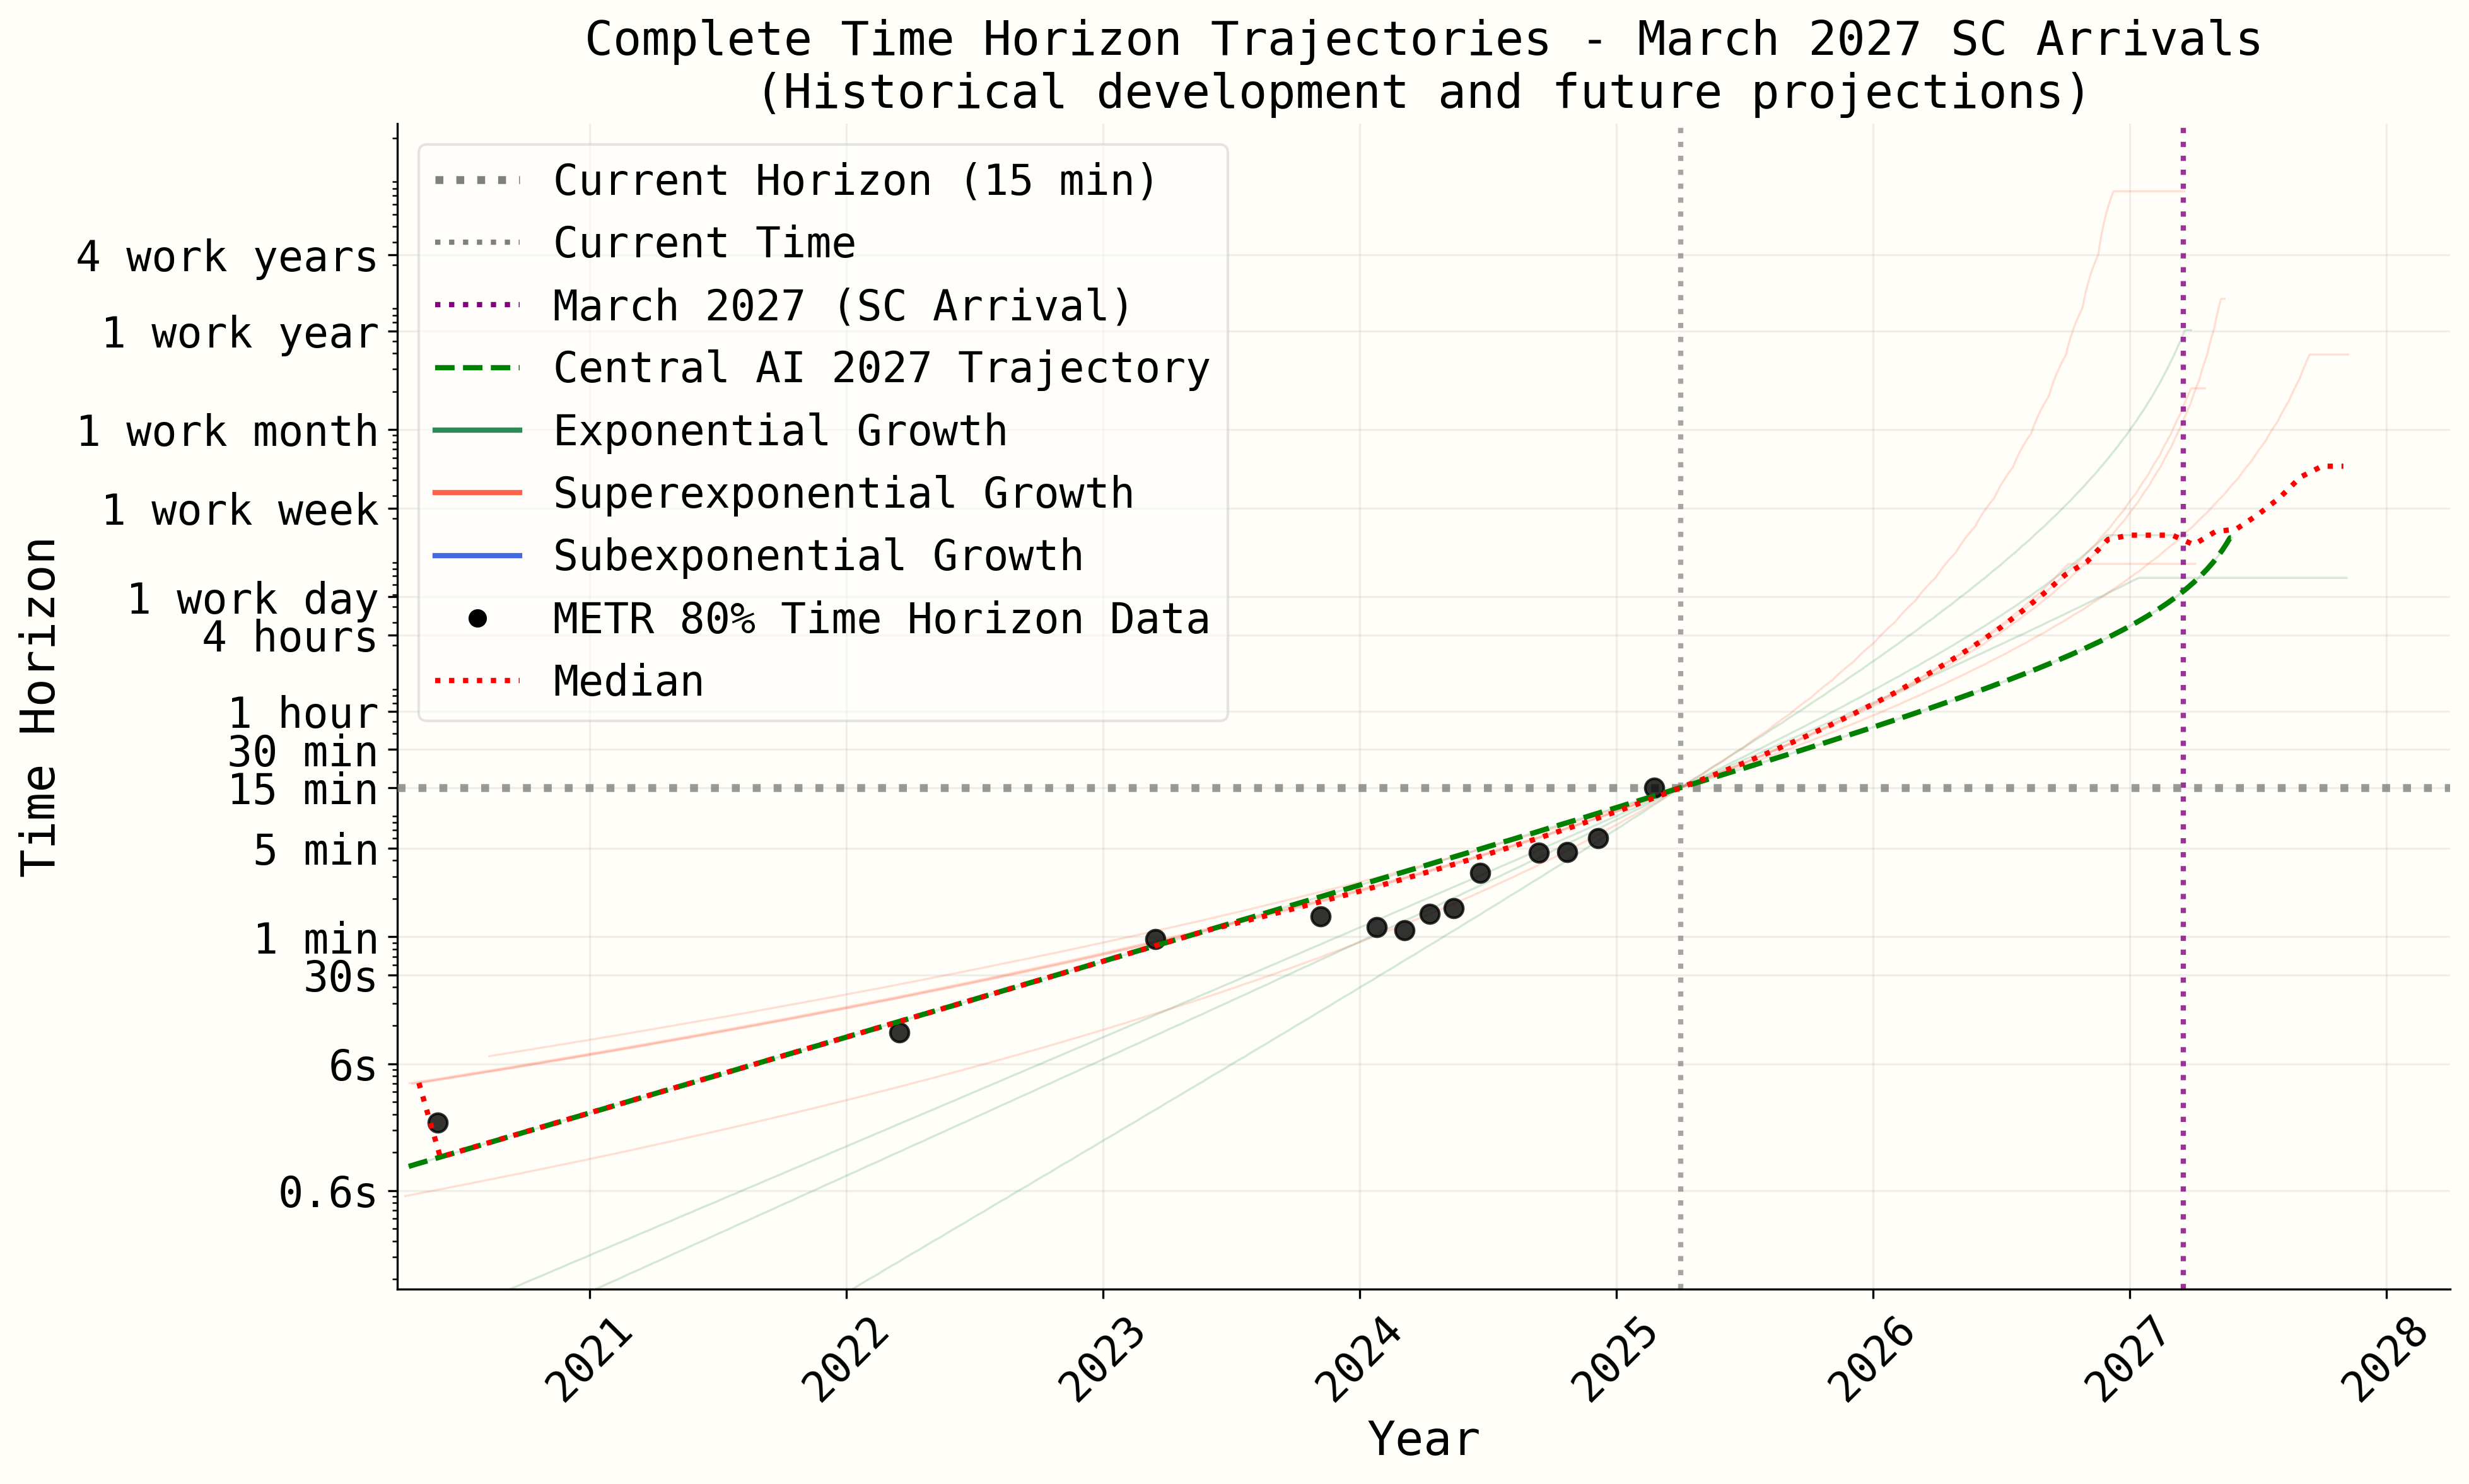 Complete Time Horizon Trajectories - March 2027 SC Arrivals
(Historical development and future projections)
Current Horizon (15 min)
Current Time
March 2027 (SC Arrival)
Central AI 2027 Trajectory
Exponential Growth
Superexponential Growth
Subexponential Growth
METR 80% Time Horizon Data
Median
Time Horizon
4 work years
1 work year
1 work month
1 work week
1 work day
4 hours
1 hour
30 min
15 min
5 min
1 min
30s
6s
0.6s
2021
2022
2023
2024
2025
2026
2027
2028
Year